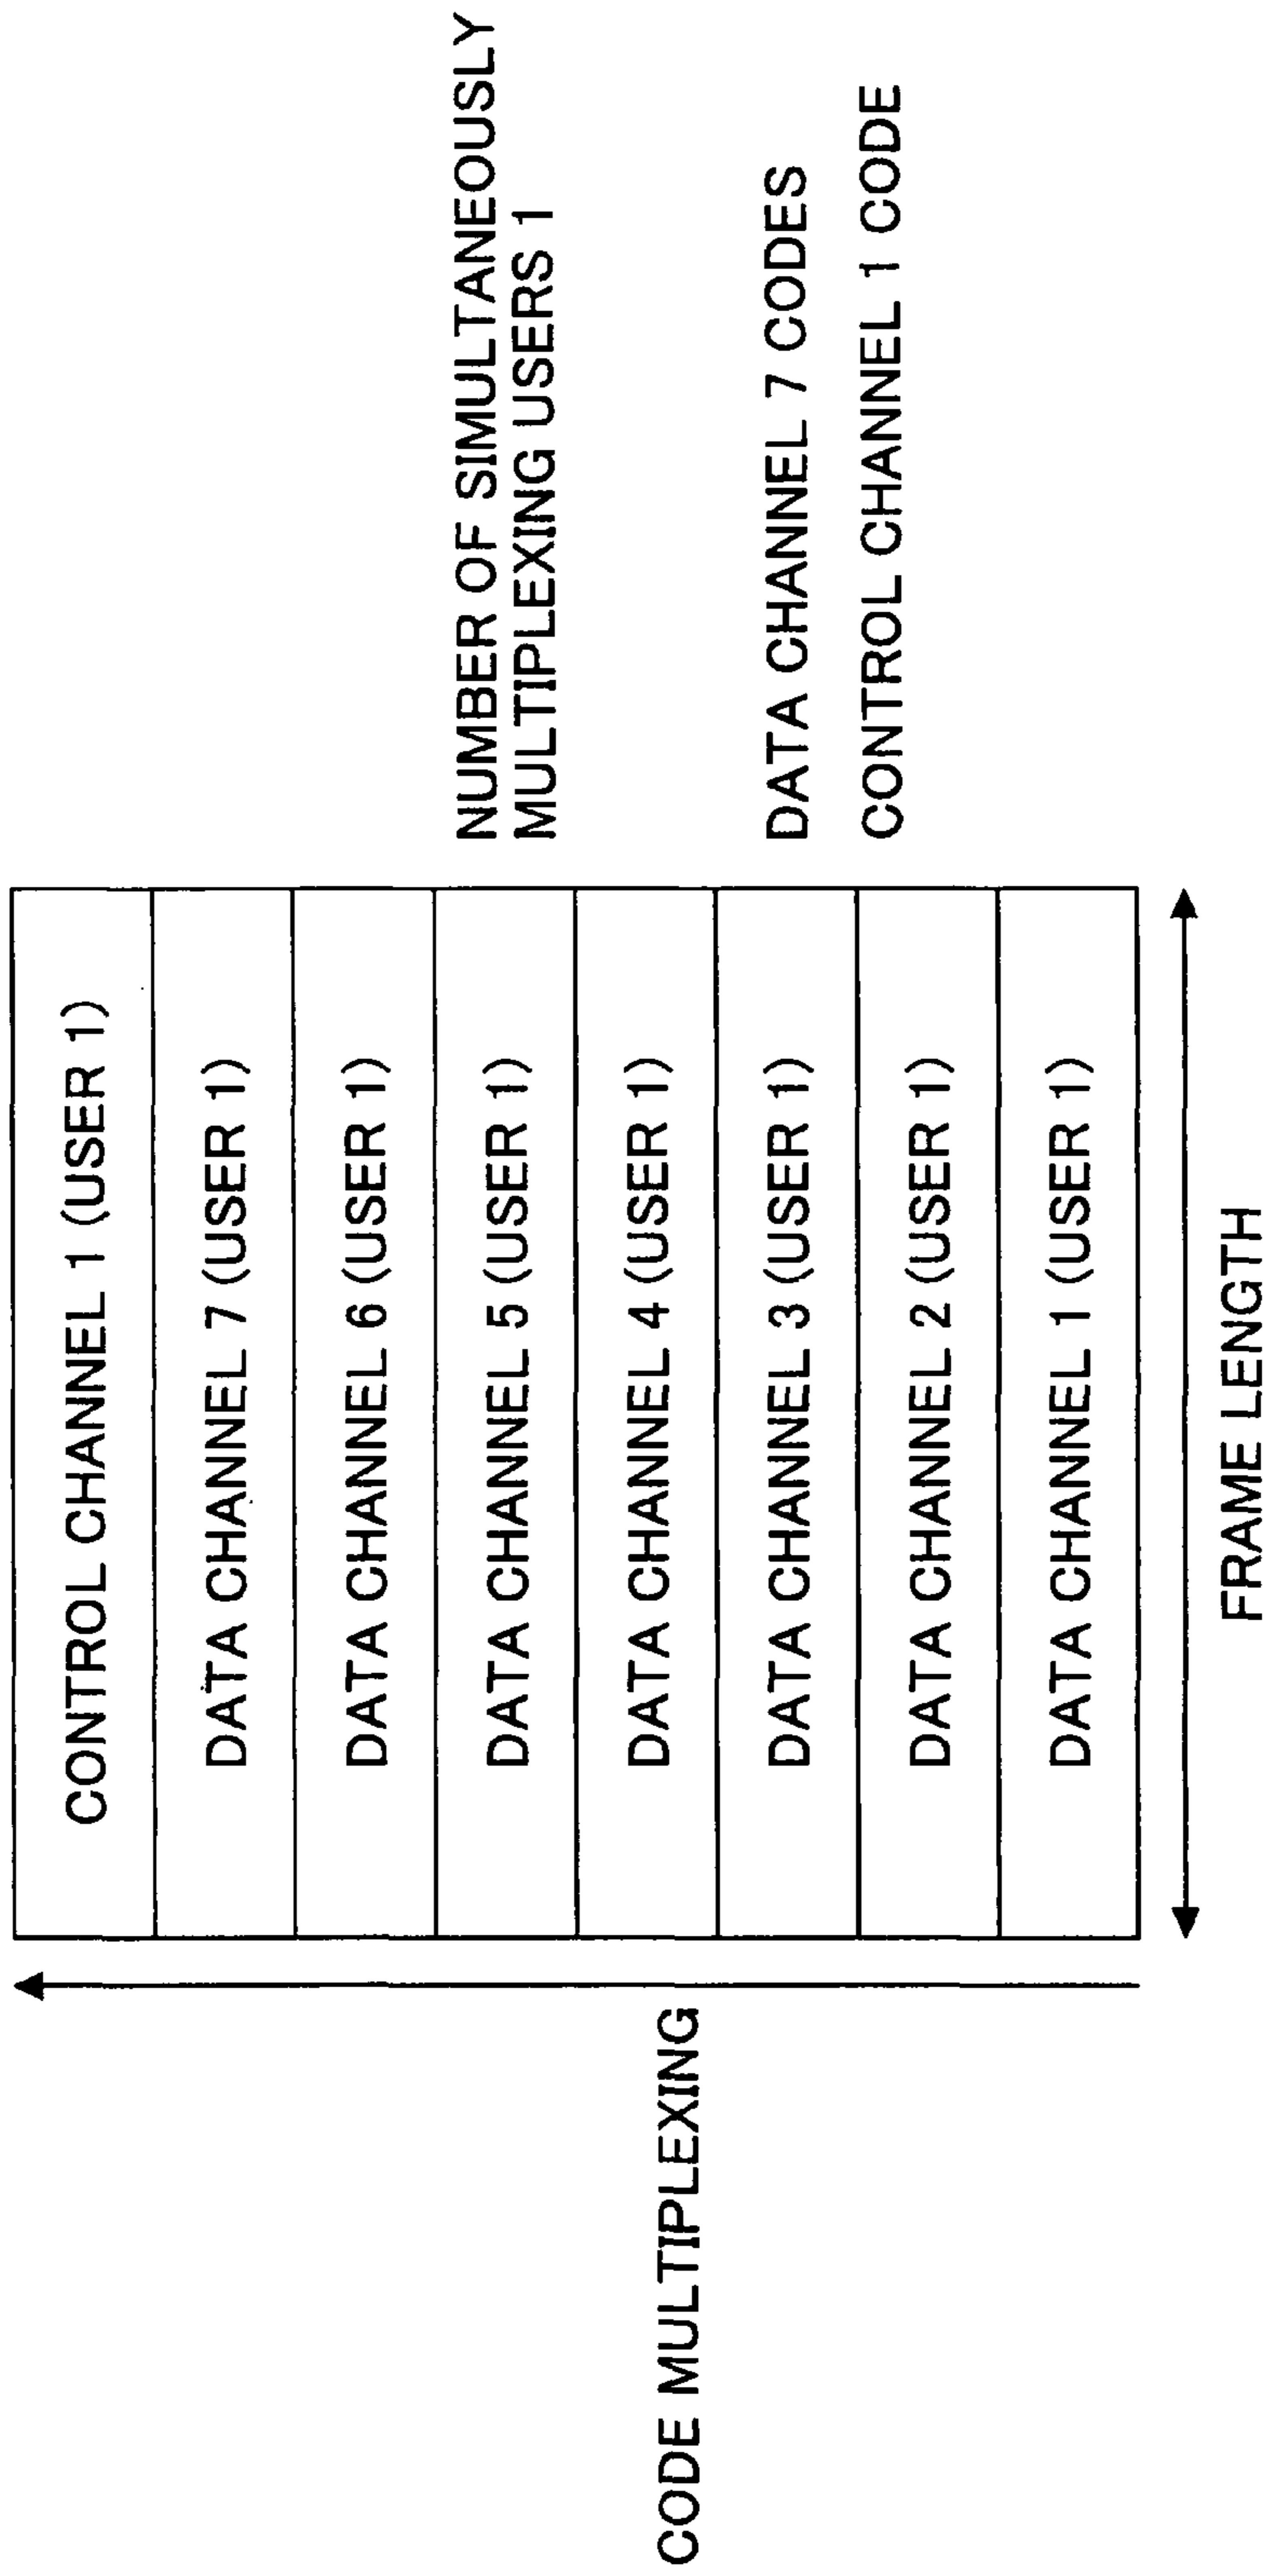 CODE MULTIPLEXING
CONTROL CHANNEL 1 (USER 1)
DATA CHANNEL 7 (USER 1)
DATA CHANNEL 6 (USER 1)
DATA CHANNEL 5 (USER 1)
DATA CHANNEL 4 (USER 1)
DATA CHANNEL 3 (USER 1)
DATA CHANNEL 2 (USER 1)
DATA CHANNEL 1 (USER 1)
FRAME LENGTH
NUMBER OF SIMULTANEOUSLY
MULTIPLEXING USERS 1
DATA CHANNEL 7 CODES
CONTROL CHANNEL 1 CODE